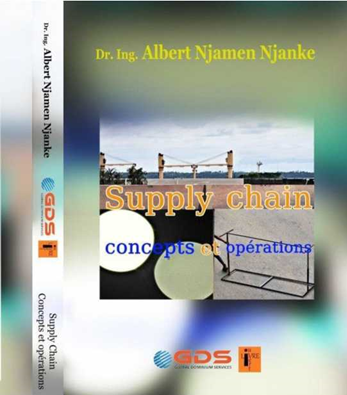 Dr. Ing. Albert Njamen Njanke
GDS
Supply Chain
Concepts et opérations
Dr. Ing. Albert Njamen Njanke
Supply chain
concepts et opérations
GDS